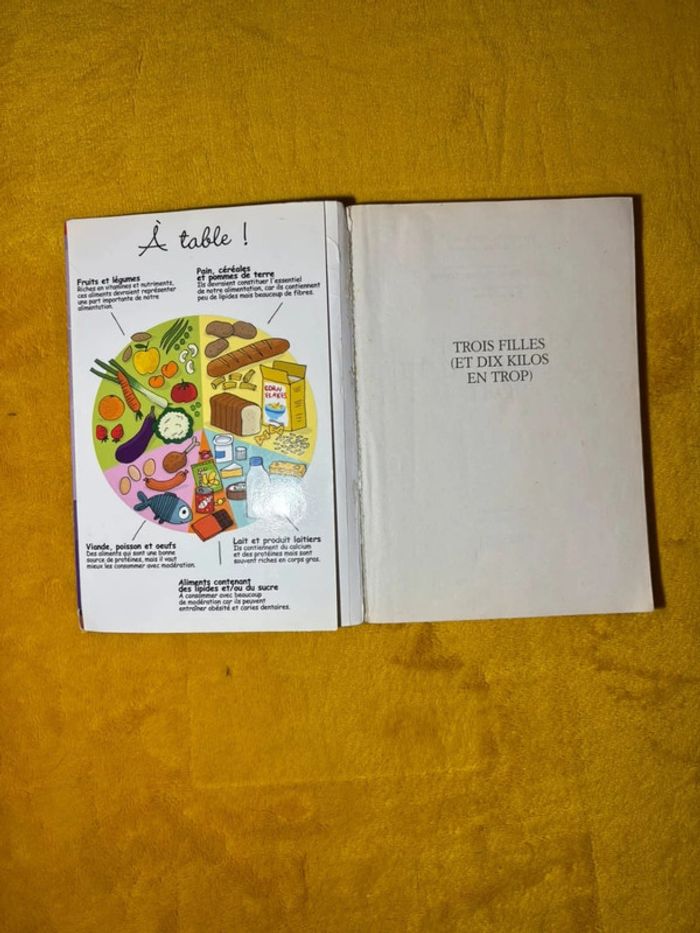 À table !
Fruits et légumes
Riches en vitamines et nutriments,
ces aliments devraient représenter
une part importante de notre
alimentation.
Pain, céréales
et pommes de terre
Ils devraient constituer l'essentiel
de notre alimentation, car ils contiennent
peu de lipides mais beaucoup de fibres.
CORN
FLAKES
Viande, poisson et oeufs
Des aliments qui sont une bonne
source de protéines, mais il vaut
mieux les consommer avec modération.
Lait et produit laitiers
Ils contiennent du calcium
et des protéines mais sont
souvent riches en corps gras.
Aliments contenant
des lipides et/ou du sucre
A consommer avec beaucoup
de modération car ils peuvent
entraîner obésité et caries dentaires.
TROIS FILLES
(ET DIX KILOS
EN TROP)